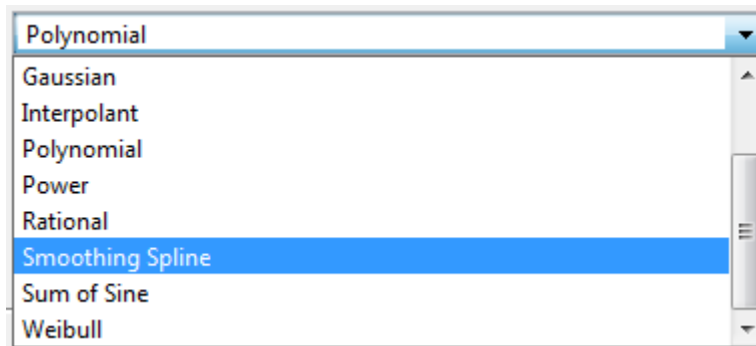 Polynomial
Gaussian
Interpolant
Polynomial
Power
Rational
Smoothing Spline
Sum of Sine
Weibull